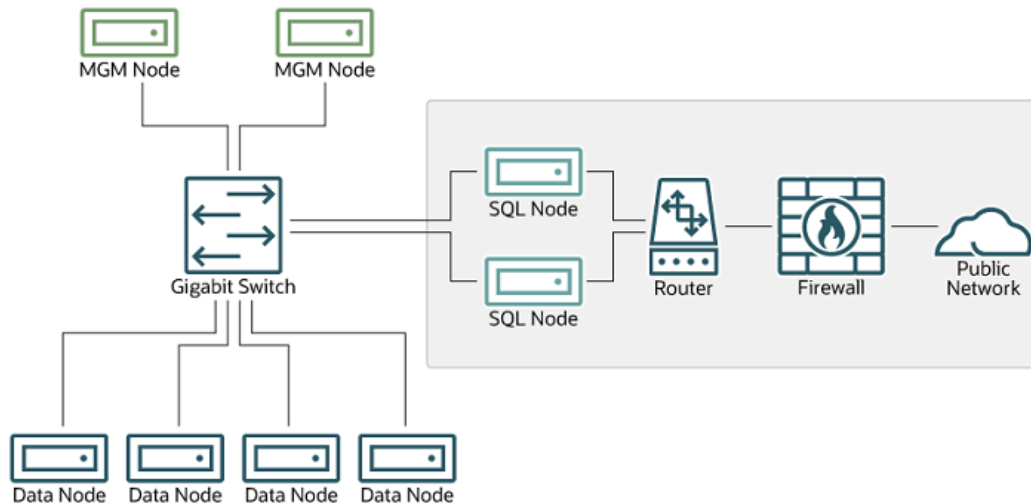 MGM Node
MGM Node
SQL Node
Gigabit Switch
Router
Firewall
Public
Network
SQL Node
Data Node
Data Node
Data Node
Data Node